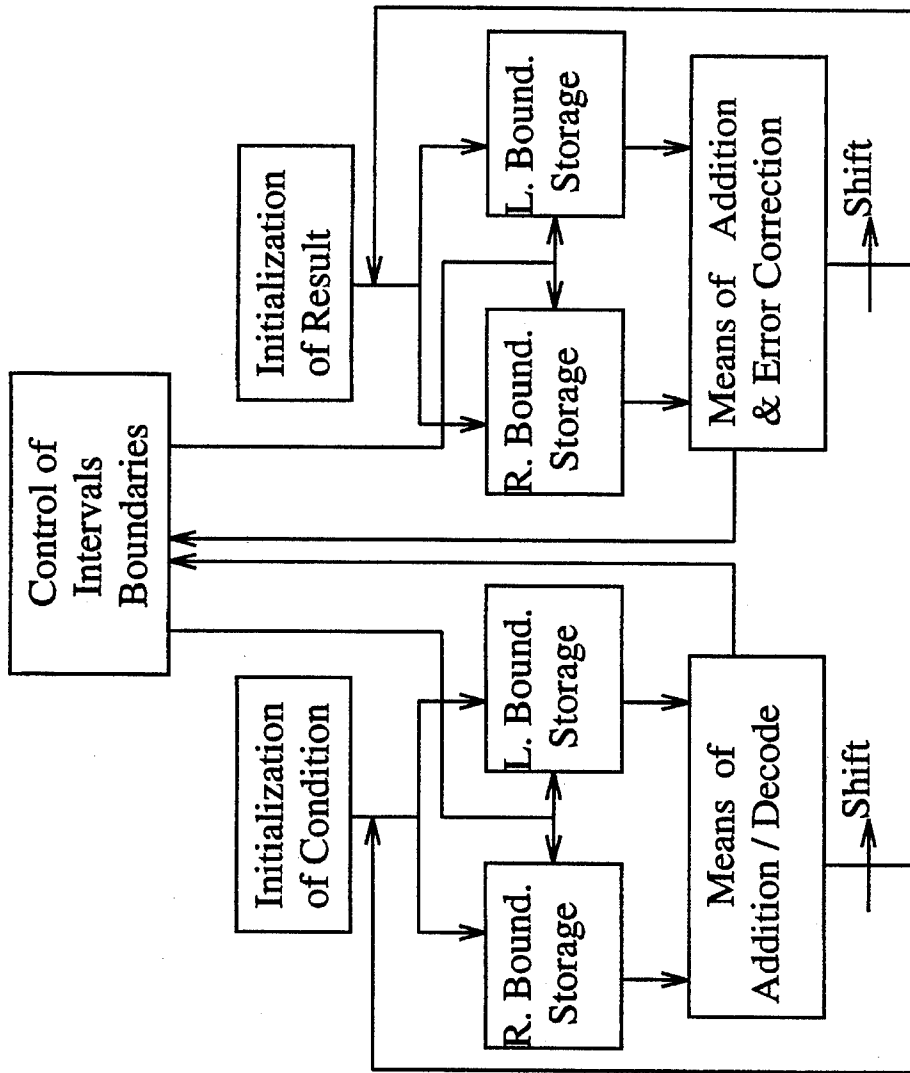 Control of
Intervals
Boundaries
Initialization
of Condition
Initialization
of Result
R. Bound.
Storage
L. Bound.
Storage
R. Bound.
Storage
L. Bound.
Storage
Means of
Addition / Decode
Means of Addition
& Error Correction
Shift
Shift